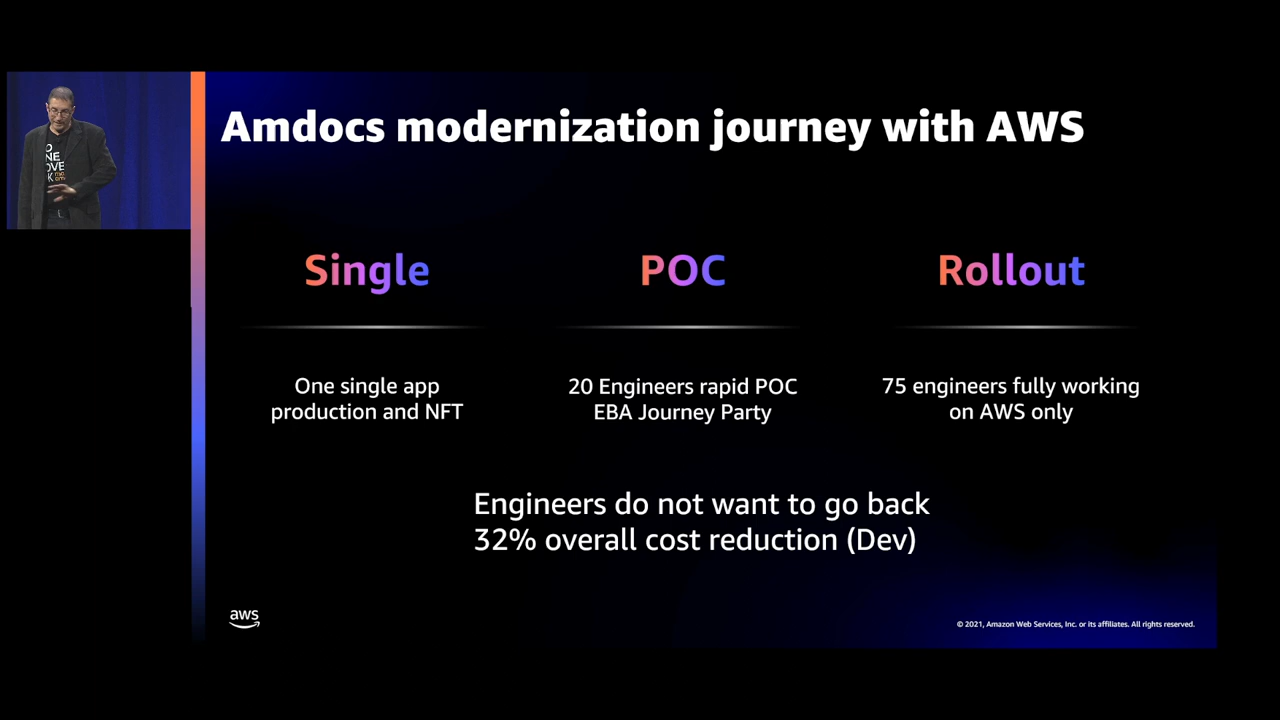 Amdocs modernization journey with AWS
Single
POC
Rollout
One single app
production and NFT
20 Engineers rapid POC
EBA Journey Party
75 engineers fully working
on AWS only
Engineers do not want to go back
32% overall cost reduction (Dev)
aws
© 2021, Amazon Web Services, Inc. or its affiliates. All rights reserved.